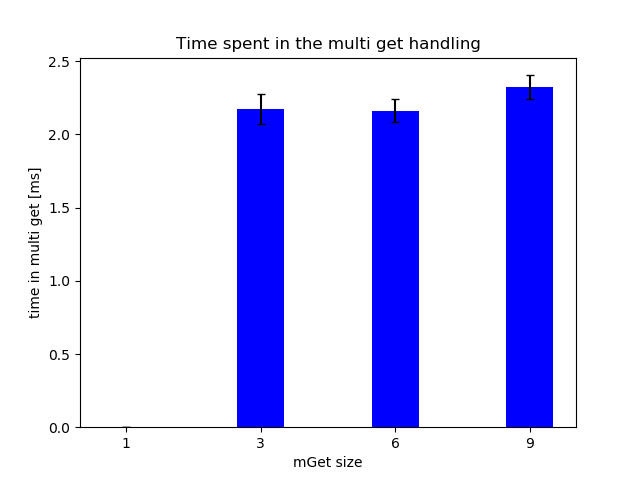 Time spent in the multi get handling
time in multi get [ms]
2.5
2.0
1.5
1.0
0.5
0.0
1 3 6 9
mGet size